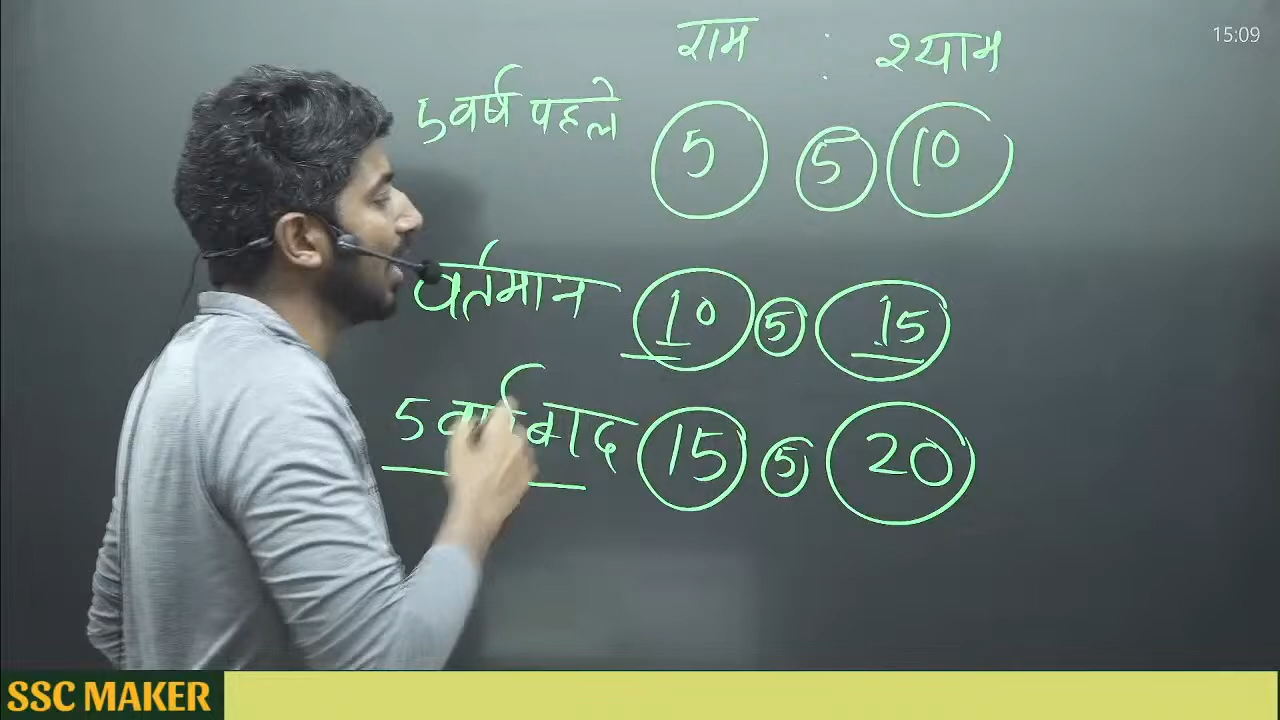 15:09
राम : श्याम
5 वर्ष पहले 5 5 10
वर्तमान 10 5 15
5 वर्ष बाद 15 5 20
SSC MAKER